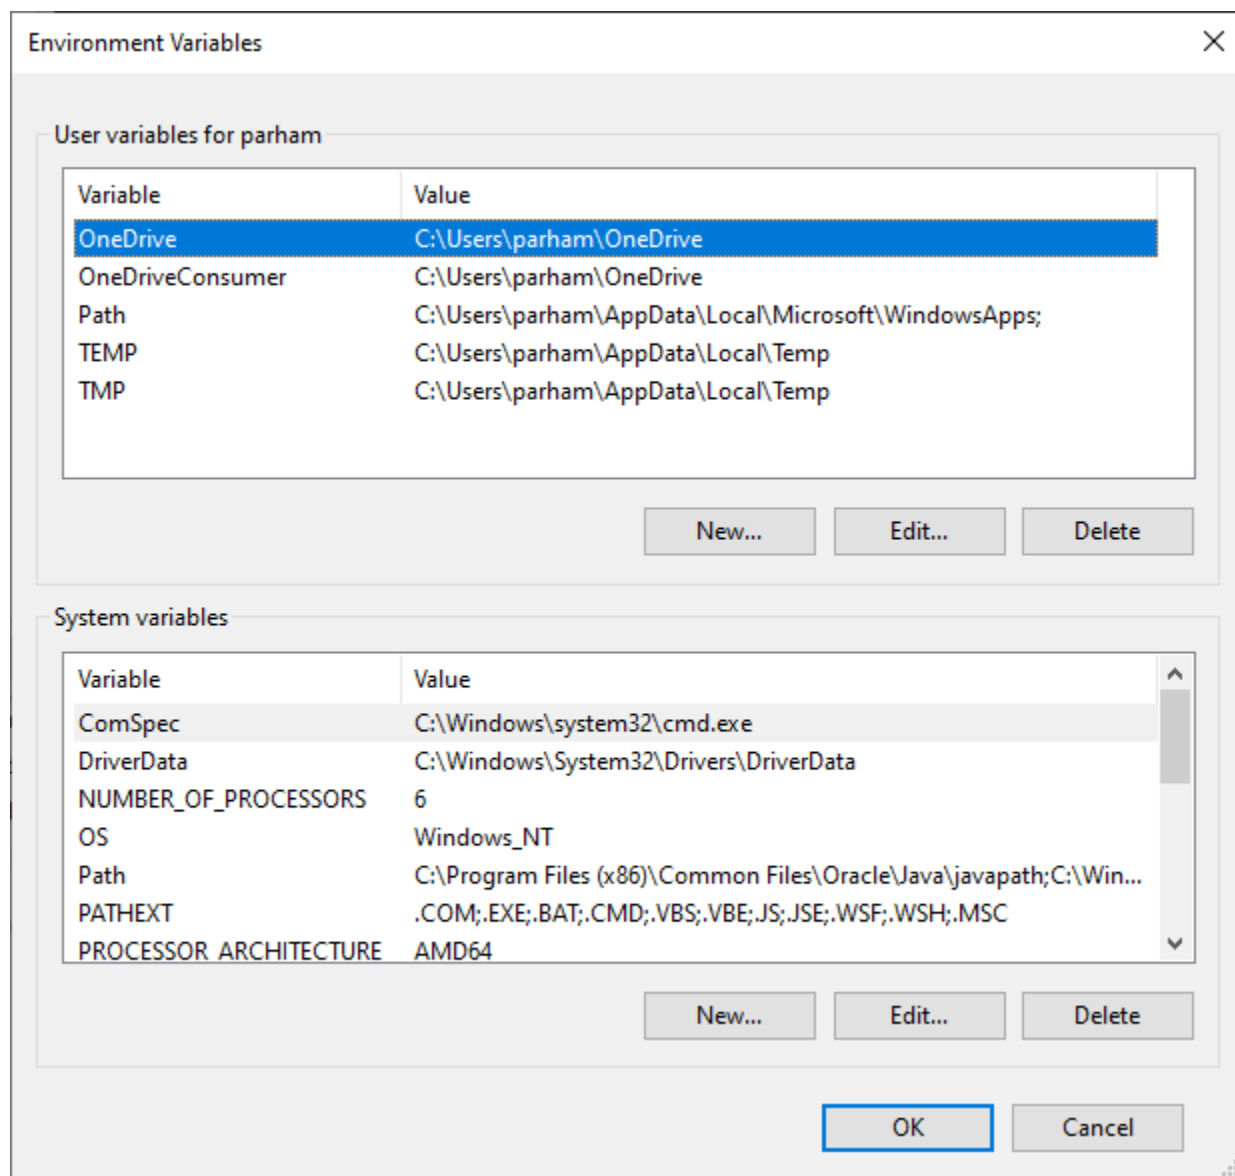 Environment Variables
User variables for parham
Variable Value
OneDrive C:\Users\parham\OneDrive
OneDriveConsumer C:\Users\parham\OneDrive
Path C:\Users\parham\AppData\Local\Microsoft\WindowsApps;
TEMP C:\Users\parham\AppData\Local\Temp
TMP C:\Users\parham\AppData\Local\Temp
New... Edit... Delete
System variables
Variable Value
ComSpec C:\Windows\system32\cmd.exe
DriverData C:\Windows\System32\Drivers\DriverData
NUMBER_OF_PROCESSORS 6
OS Windows_NT
Path C:\Program Files (x86)\Common Files\Oracle\Java\javapath;C:\Win...
PATHEXT .COM;.EXE;.BAT;.CMD;.VBS;.VBE;.JS;.JSE;.WSF;.WSH;.MSC
PROCESSOR_ARCHITECTURE AMD64
New... Edit... Delete
OK Cancel